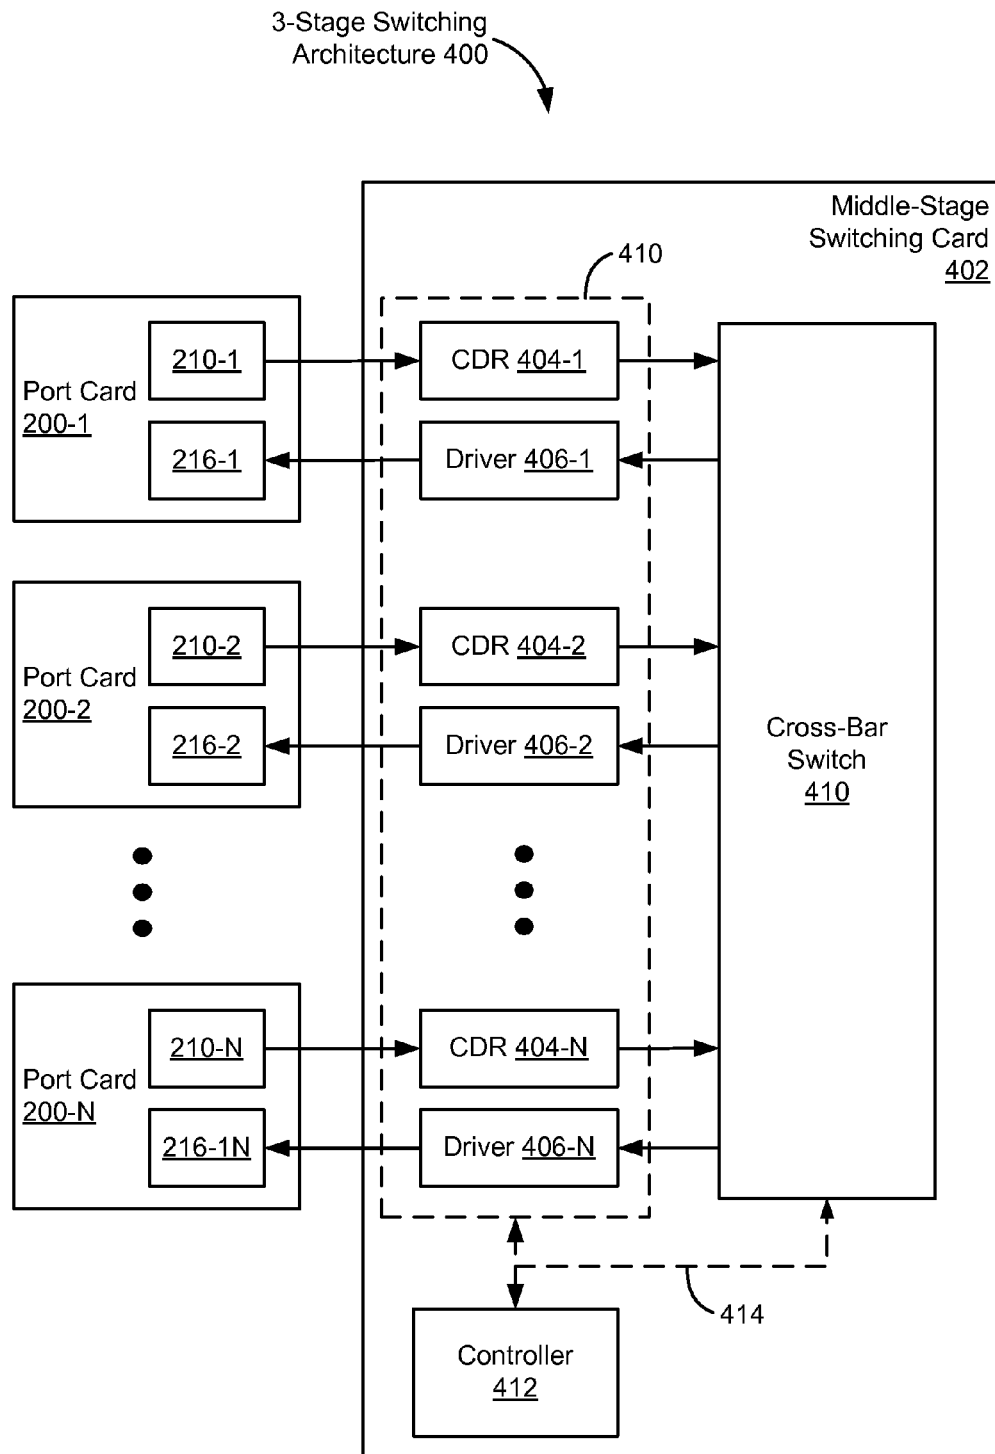 3-Stage Switching
Architecture 400
Middle-Stage
Switching Card
402
410
Port Card
200-1
210-1
216-1
CDR 404-1
Driver 406-1
Port Card
200-2
210-2
216-2
CDR 404-2
Driver 406-2
Cross-Bar
Switch
410
Port Card
200-N
210-N
216-1N
CDR 404-N
Driver 406-N
414
Controller
412